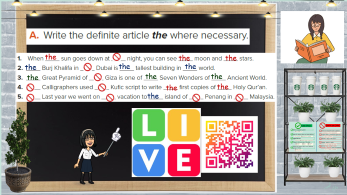 A. Write the definite article the where necessary.
1. When the sun goes down at night, you can see the moon and the stars.
2. the Burj Khalifa in Dubai is the tallest building in the world.
3. the Great Pyramid of Giza is one of the Seven Wonders of the Ancient World.
4. Calligraphers used Kufic script to write the first copies of the Holy Qur'an.
5. Last year we went on vacation to the island of Penang in Malaysia.
LI
VE